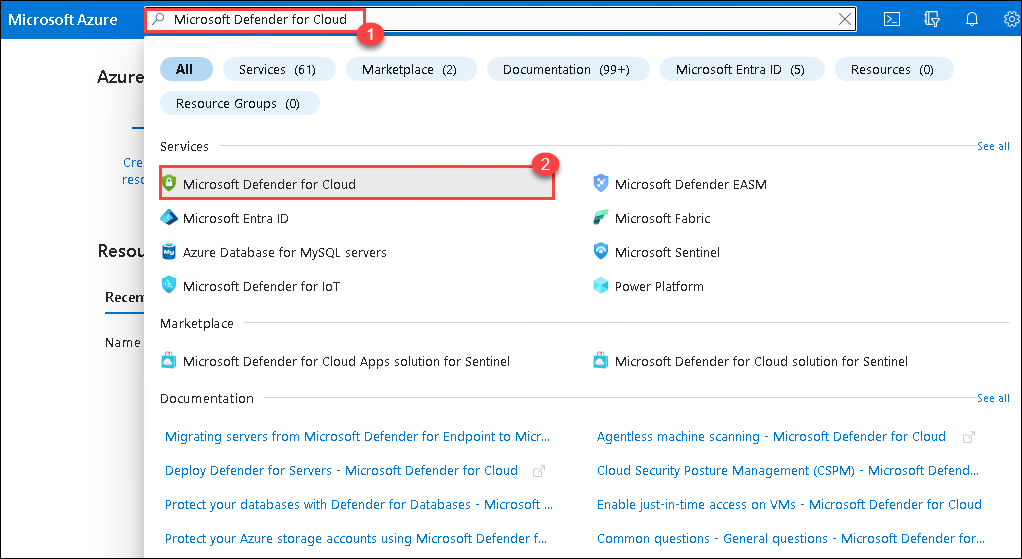 Microsoft Azure
Microsoft Defender for Cloud
1
All
Services (61)
Marketplace (2)
Documentation (99+)
Microsoft Entra ID (5)
Resources (0)
Resource Groups (0)
Azure
Cre
resc
Resou
Recen
Name
Services
See all
2
Microsoft Defender for Cloud
Microsoft Defender EASM
Microsoft Entra ID
Microsoft Fabric
My
Azure Database for MySQL servers
Microsoft Sentinel
Microsoft Defender for IoT
Power Platform
Marketplace
Microsoft Defender for Cloud Apps solution for Sentinel
Microsoft Defender for Cloud solution for Sentinel
Documentation
See all
Migrating servers from Microsoft Defender for Endpoint to Micr...
Agentless machine scanning - Microsoft Defender for Cloud
Deploy Defender for Servers - Microsoft Defender for Cloud
Cloud Security Posture Management (CSPM) - Microsoft Defend...
Protect your databases with Defender for Databases - Microsoft ...
Enable just-in-time access on VMs - Microsoft Defender for Cloud
Protect your Azure storage accounts using Microsoft Defender f...
Common questions - General questions - Microsoft Defender for...